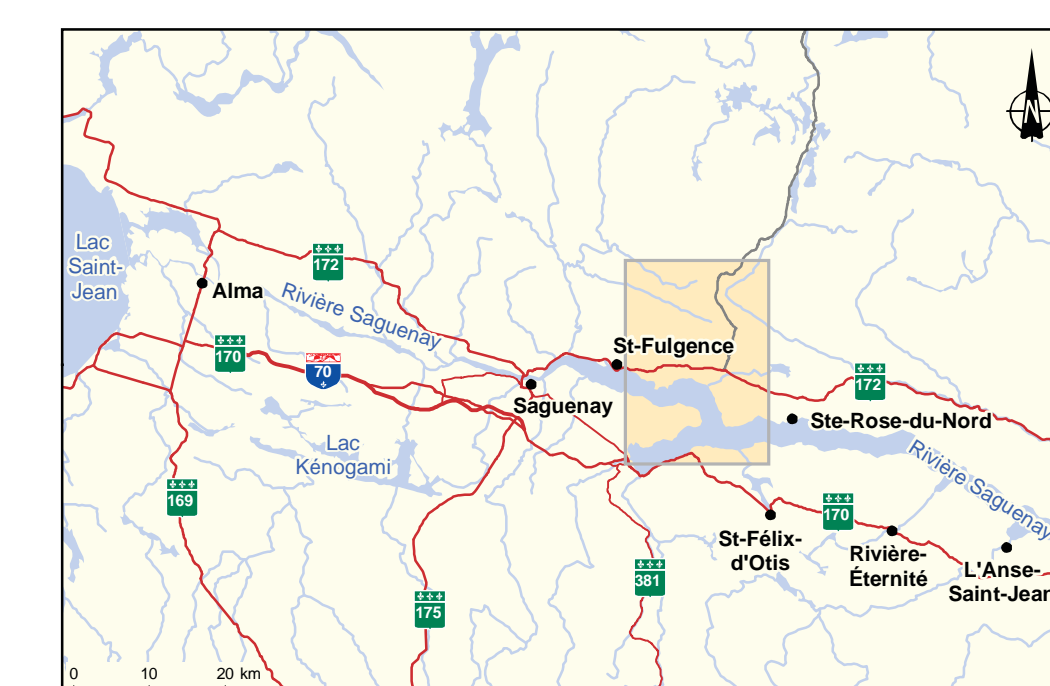 N
Lac
Saint-
Jean
172
Alma
Rivière Saguenay
170
70
St-Fulgence
172
Saguenay
Ste-Rose-du-Nord
Lac
Kénogami
Rivière Saguenay
169
170
St-Félix-
d'Otis
Rivière-
Éternité
L'Anse-
Saint-Jean
381
175
0 10 20 km